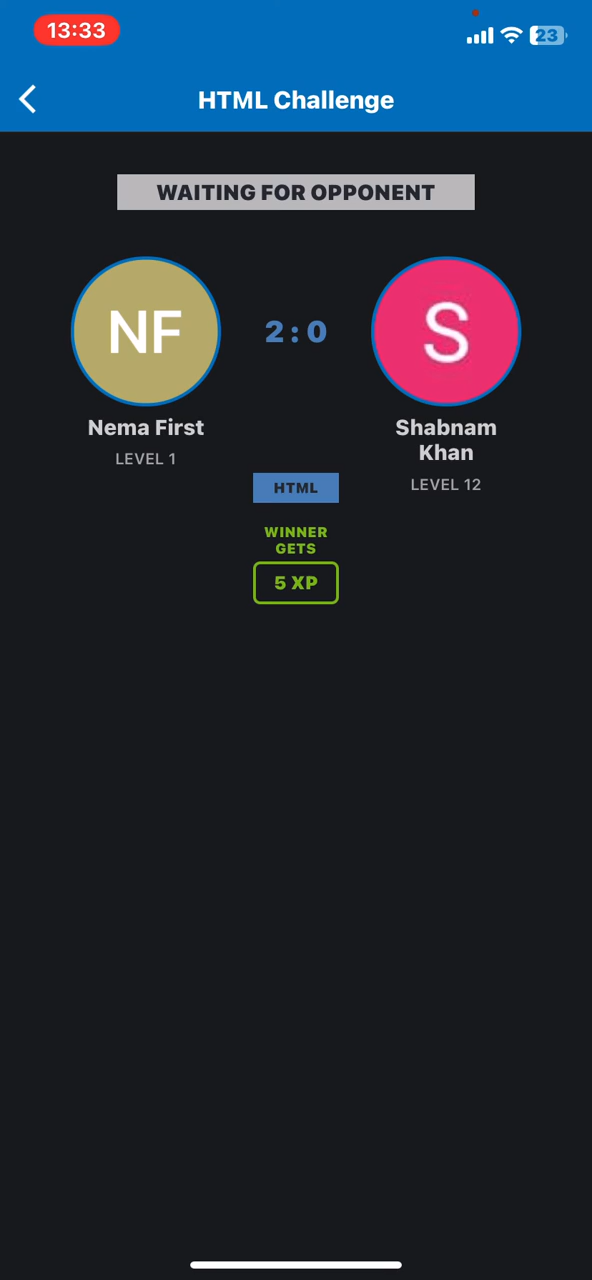 13:33
23
HTML Challenge
WAITING FOR OPPONENT
NF
2 : 0
S
Nema First
LEVEL 1
Shabnam
Khan
LEVEL 12
HTML
WINNER
GETS
5 XP